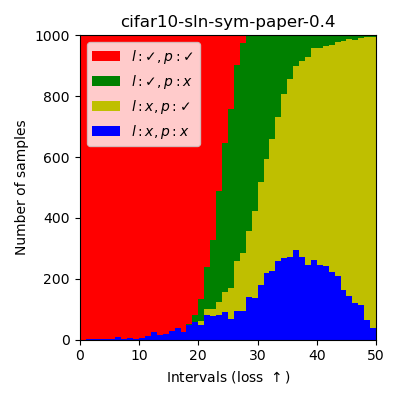 cifar10-sln-sym-paper-0.4
1000
800
600
400
200
0
Number of samples
l : ✓, p : ✓
l : ✓, p : x
l : x, p : ✓
l : x, p : x
0 10 20 30 40 50
Intervals (loss ↑)